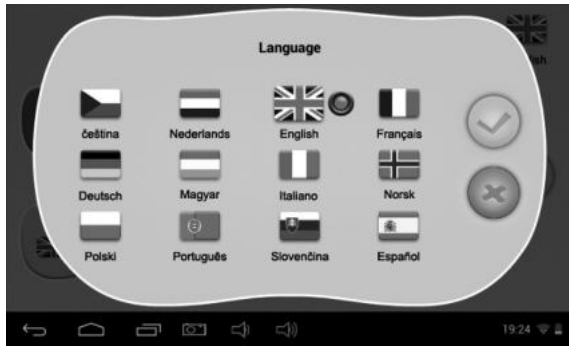 Language
čeština Nederlands English Français
Deutsch Magyar Italiano Norsk
Polski Português Slovenčina Español
19:24